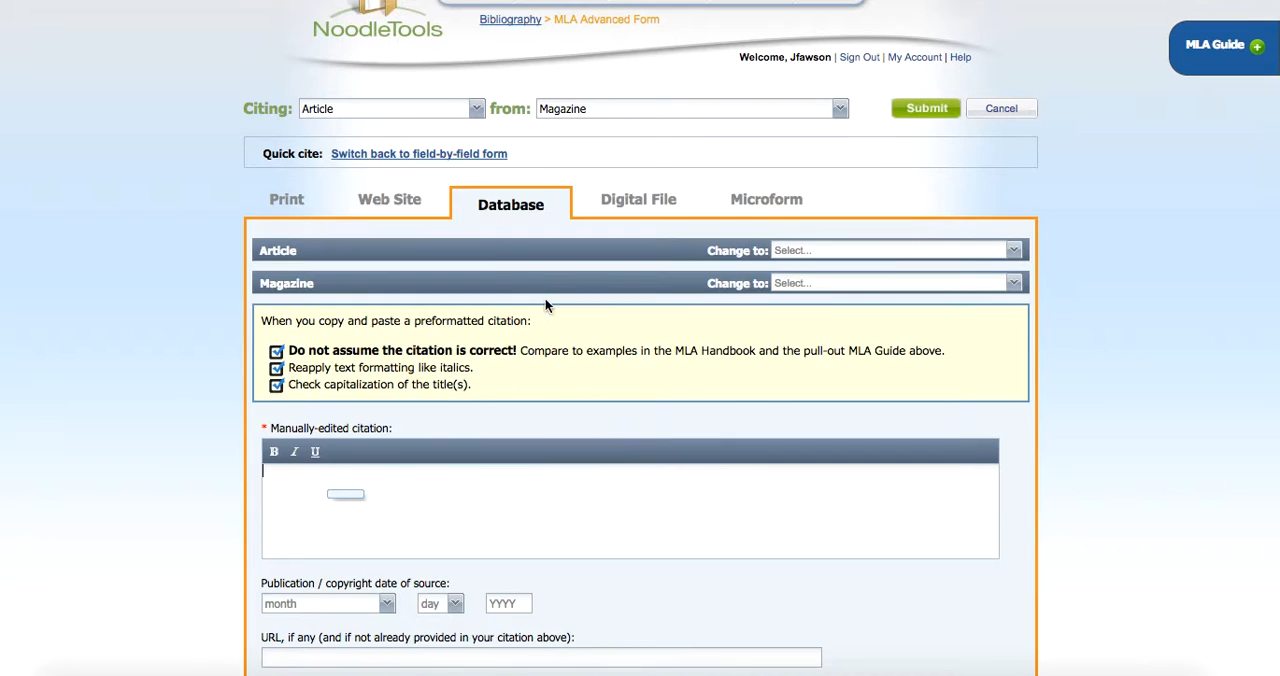 NoodleTools
Bibliography > MLA Advanced Form
MLA Guide
Welcome, Jfawson | Sign Out | My Account | Help
Citing: Article from: Magazine Submit Cancel
Quick cite: Switch back to field-by-field form
Print Web Site Database Digital File Microform
Article Change to: Select...
Magazine Change to: Select...
When you copy and paste a preformatted citation:
Do not assume the citation is correct! Compare to examples in the MLA Handbook and the pull-out MLA Guide above.
Reapply text formatting like italics.
Check capitalization of the title(s).
* Manually-edited citation:
B I U
Publication / copyright date of source:
month day YYYY
URL, if any (and if not already provided in your citation above):